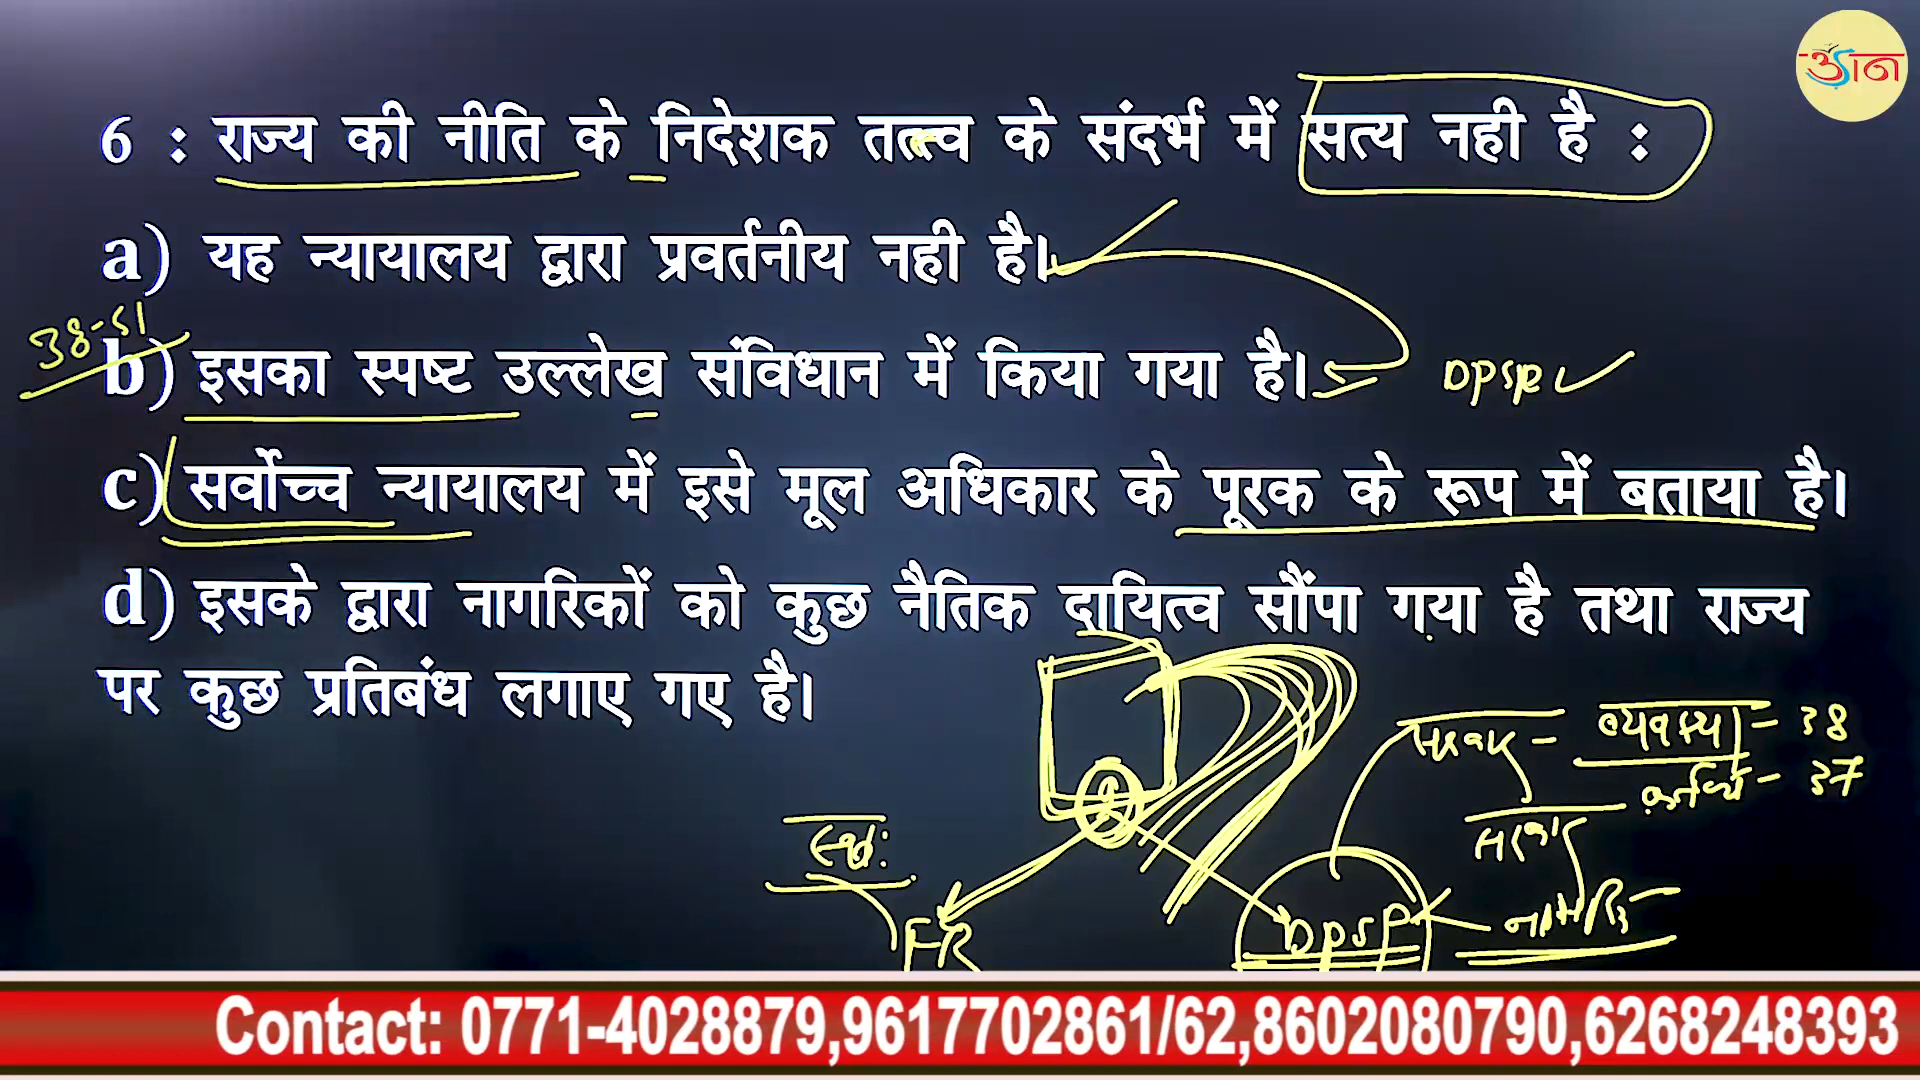 उड़ान
6 : राज्य की नीति के निदेशक तत्त्व के संदर्भ में सत्य नही है :
a) यह न्यायालय द्वारा प्रवर्तनीय नही है।
38-51
b) इसका स्पष्ट उल्लेख संविधान में किया गया है। DPSP
c) सर्वोच्च न्यायालय में इसे मूल अधिकार के पूरक के रूप में बताया है।
d) इसके द्वारा नागरिकों को कुछ नैतिक दायित्व सौंपा गया है तथा राज्य
पर कुछ प्रतिबंध लगाए गए है।
व्यवस्था = 38
37
FR
DPSP
Contact: 0771-4028879,9617702861/62,8602080790,6268248393